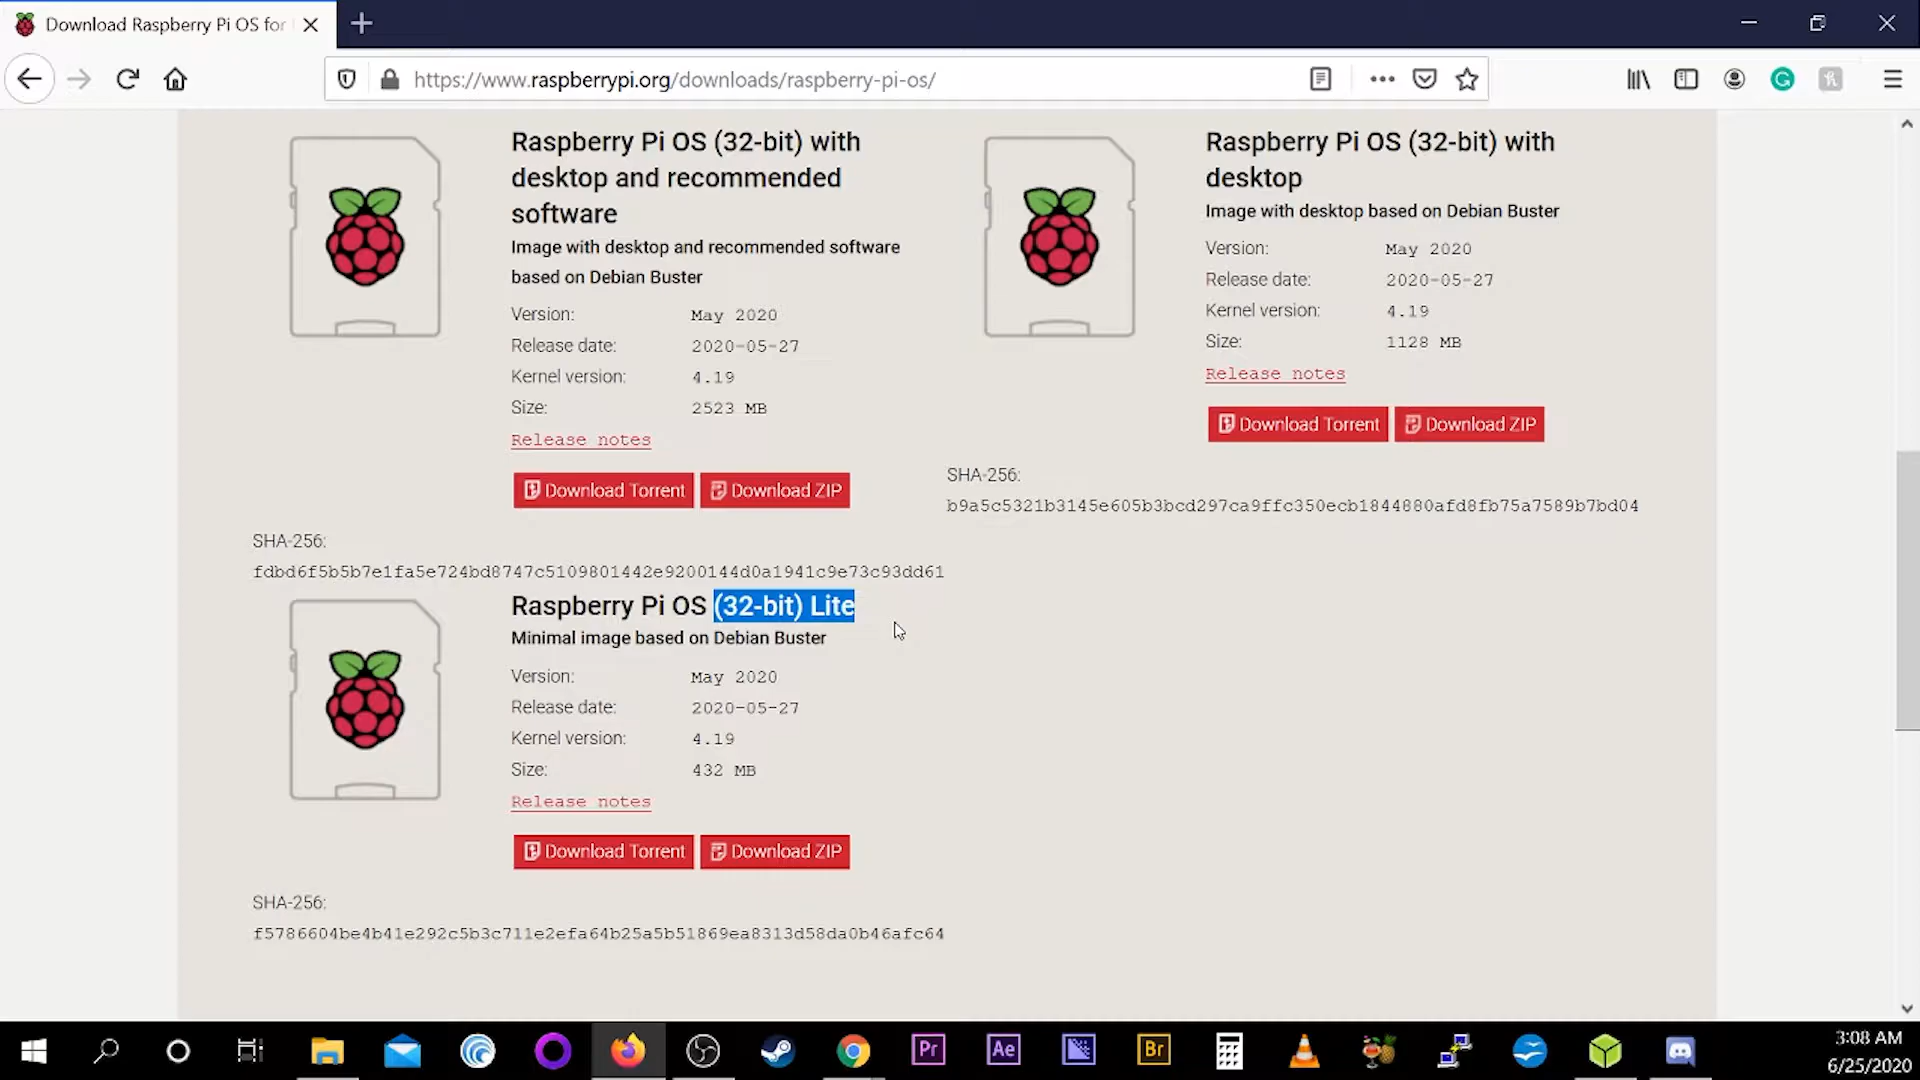 Download Raspberry Pi OS for
https://www.raspberrypi.org/downloads/raspberry-pi-os/
Raspberry Pi OS (32-bit) with
desktop and recommended
software
Image with desktop and recommended software
based on Debian Buster
Version: May 2020
Release date: 2020-05-27
Kernel version: 4.19
Size: 2523 MB
Release notes
Download Torrent Download ZIP
SHA-256:
fdbd6f5b5b7e1fa5e724bd8747c5109801442e9200144d0a1941c9e73c93dd61
Raspberry Pi OS (32-bit) with
desktop
Image with desktop based on Debian Buster
Version: May 2020
Release date: 2020-05-27
Kernel version: 4.19
Size: 1128 MB
Release notes
Download Torrent Download ZIP
SHA-256:
b9a5c5321b3145e605b3bcd297ca9ffc350ecb1844880afd8fb75a7589b7bd04
Raspberry Pi OS (32-bit) Lite
Minimal image based on Debian Buster
Version: May 2020
Release date: 2020-05-27
Kernel version: 4.19
Size: 432 MB
Release notes
Download Torrent Download ZIP
SHA-256:
f5786604be4b41e292c5b3c711e2efa64b25a5b51869ea8313d58da0b46afc64
Pr Ae Br
3:08 AM
6/25/2020